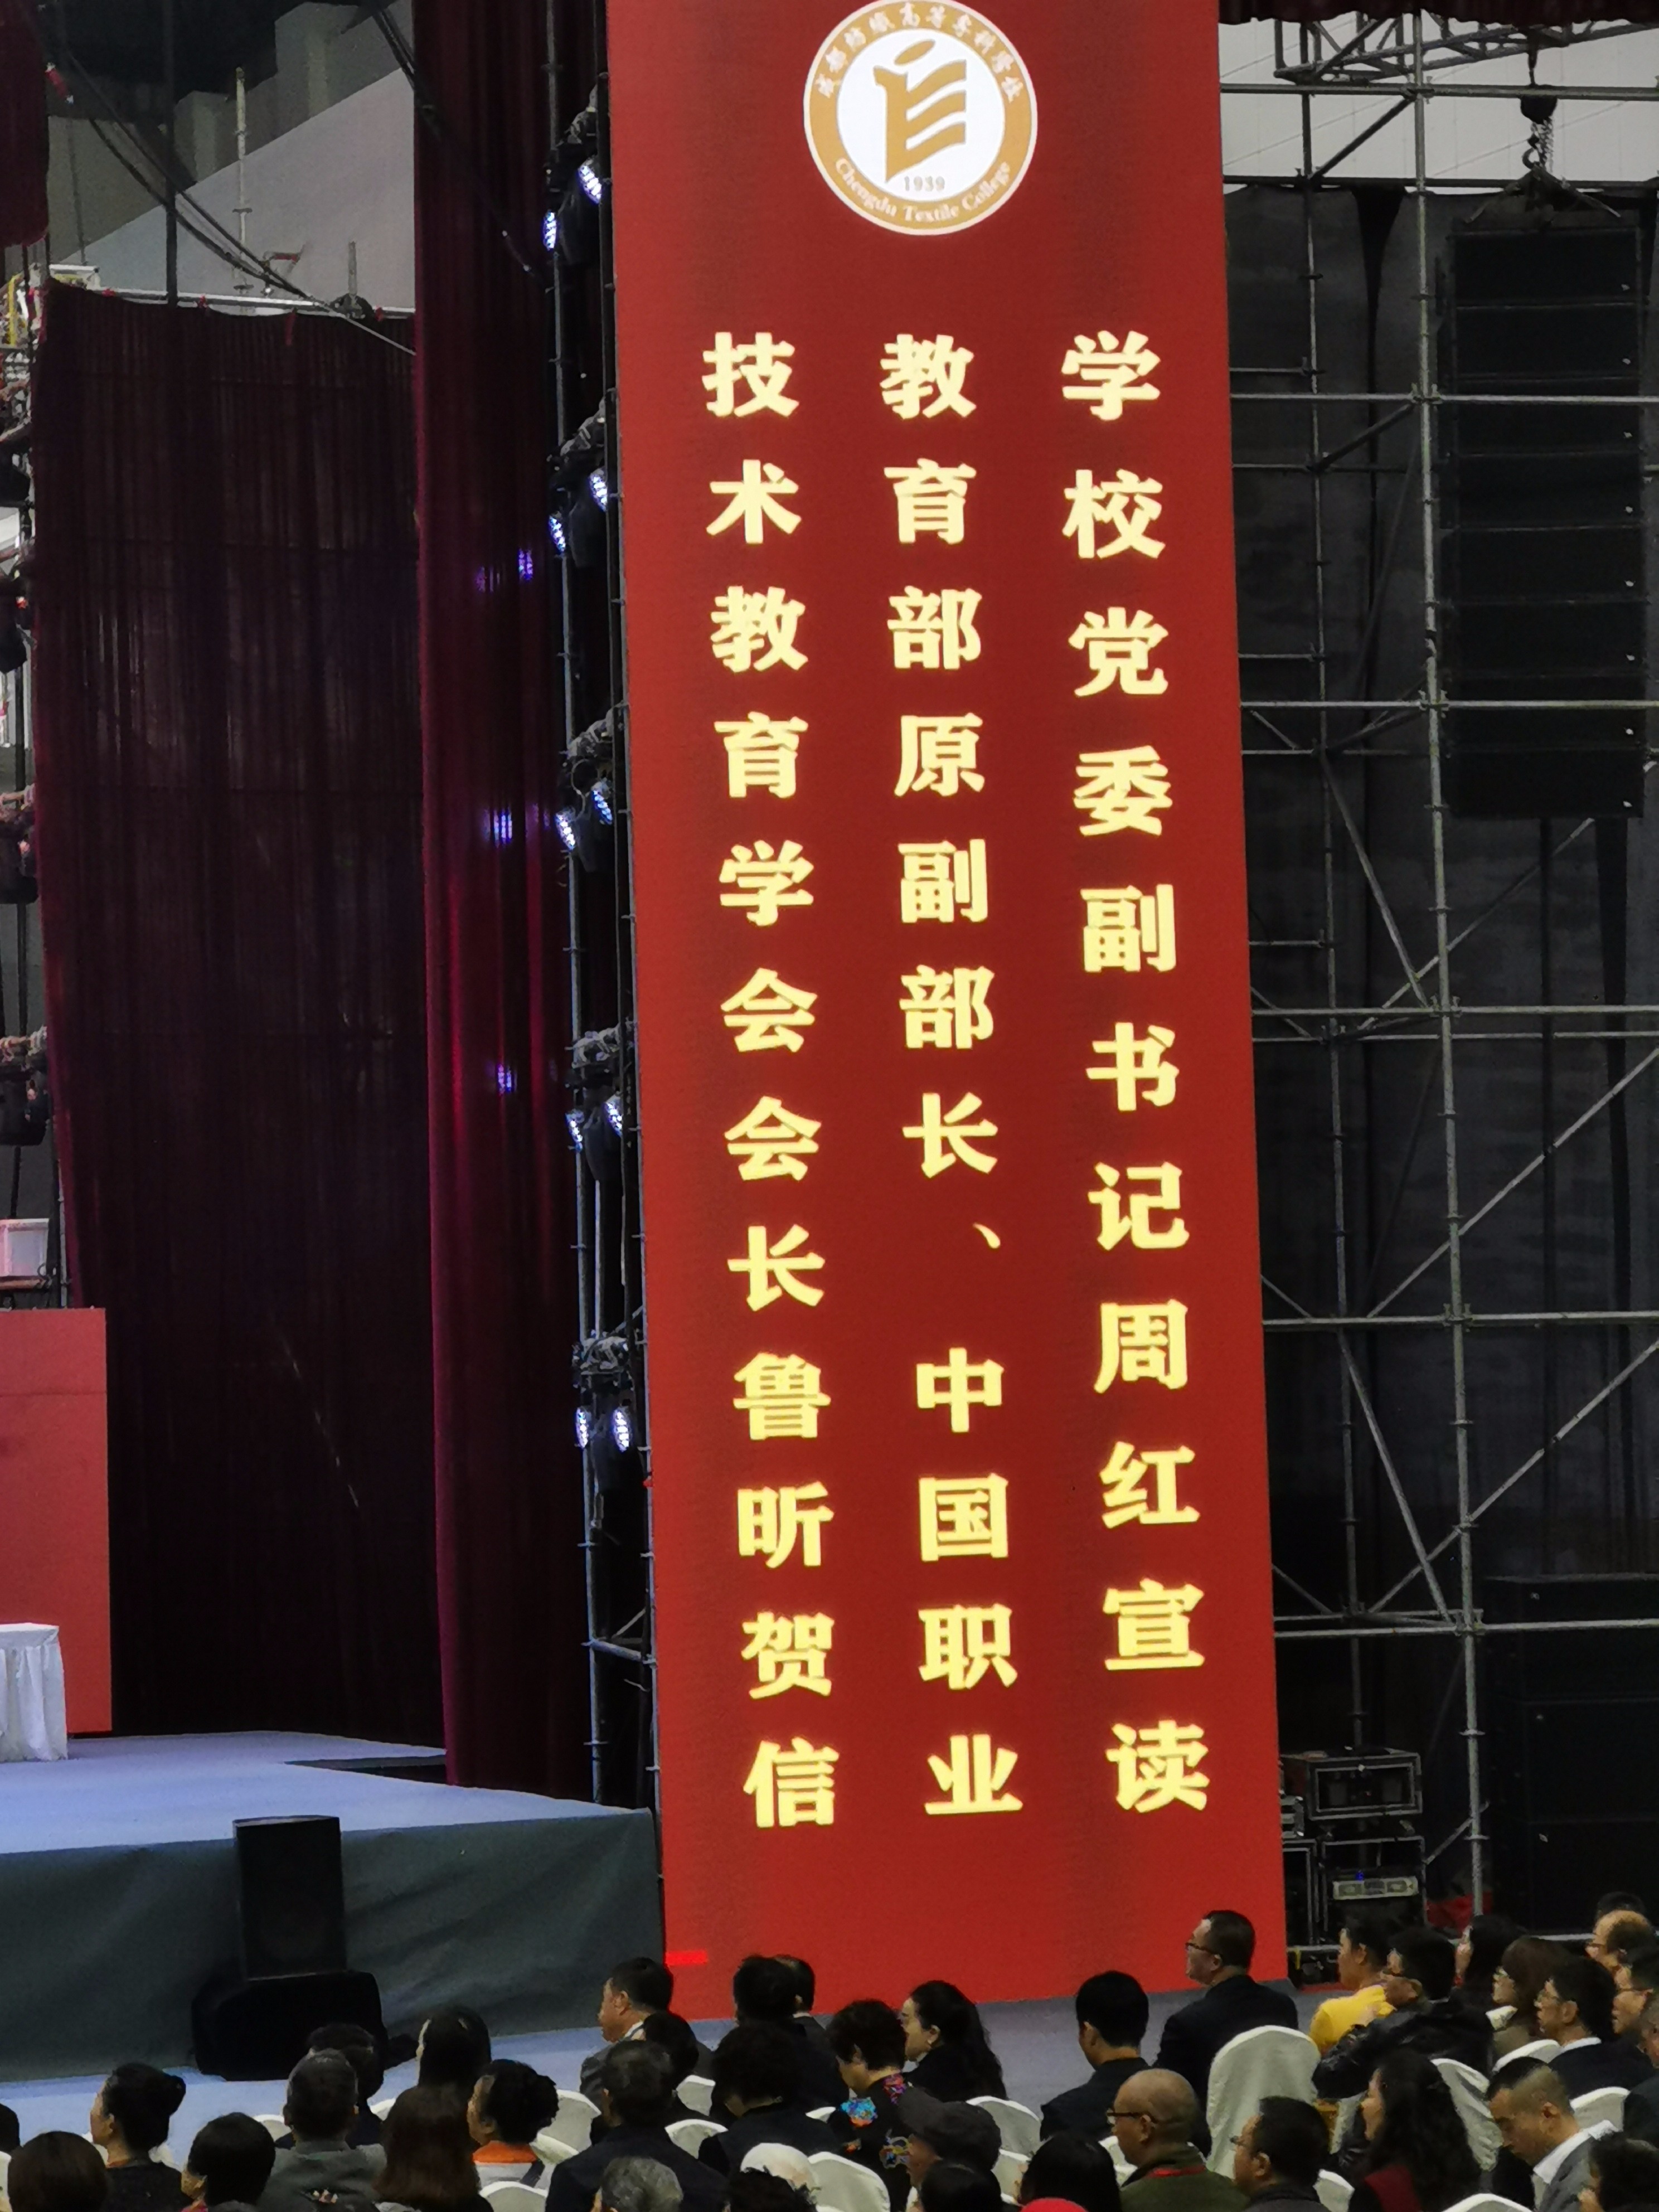 成都纺织高等专科学校
1939
Chengdu Textile College
学校党委副书记周红宣读
教育部原副部长、中国职业
技术教育学会会长鲁昕贺信